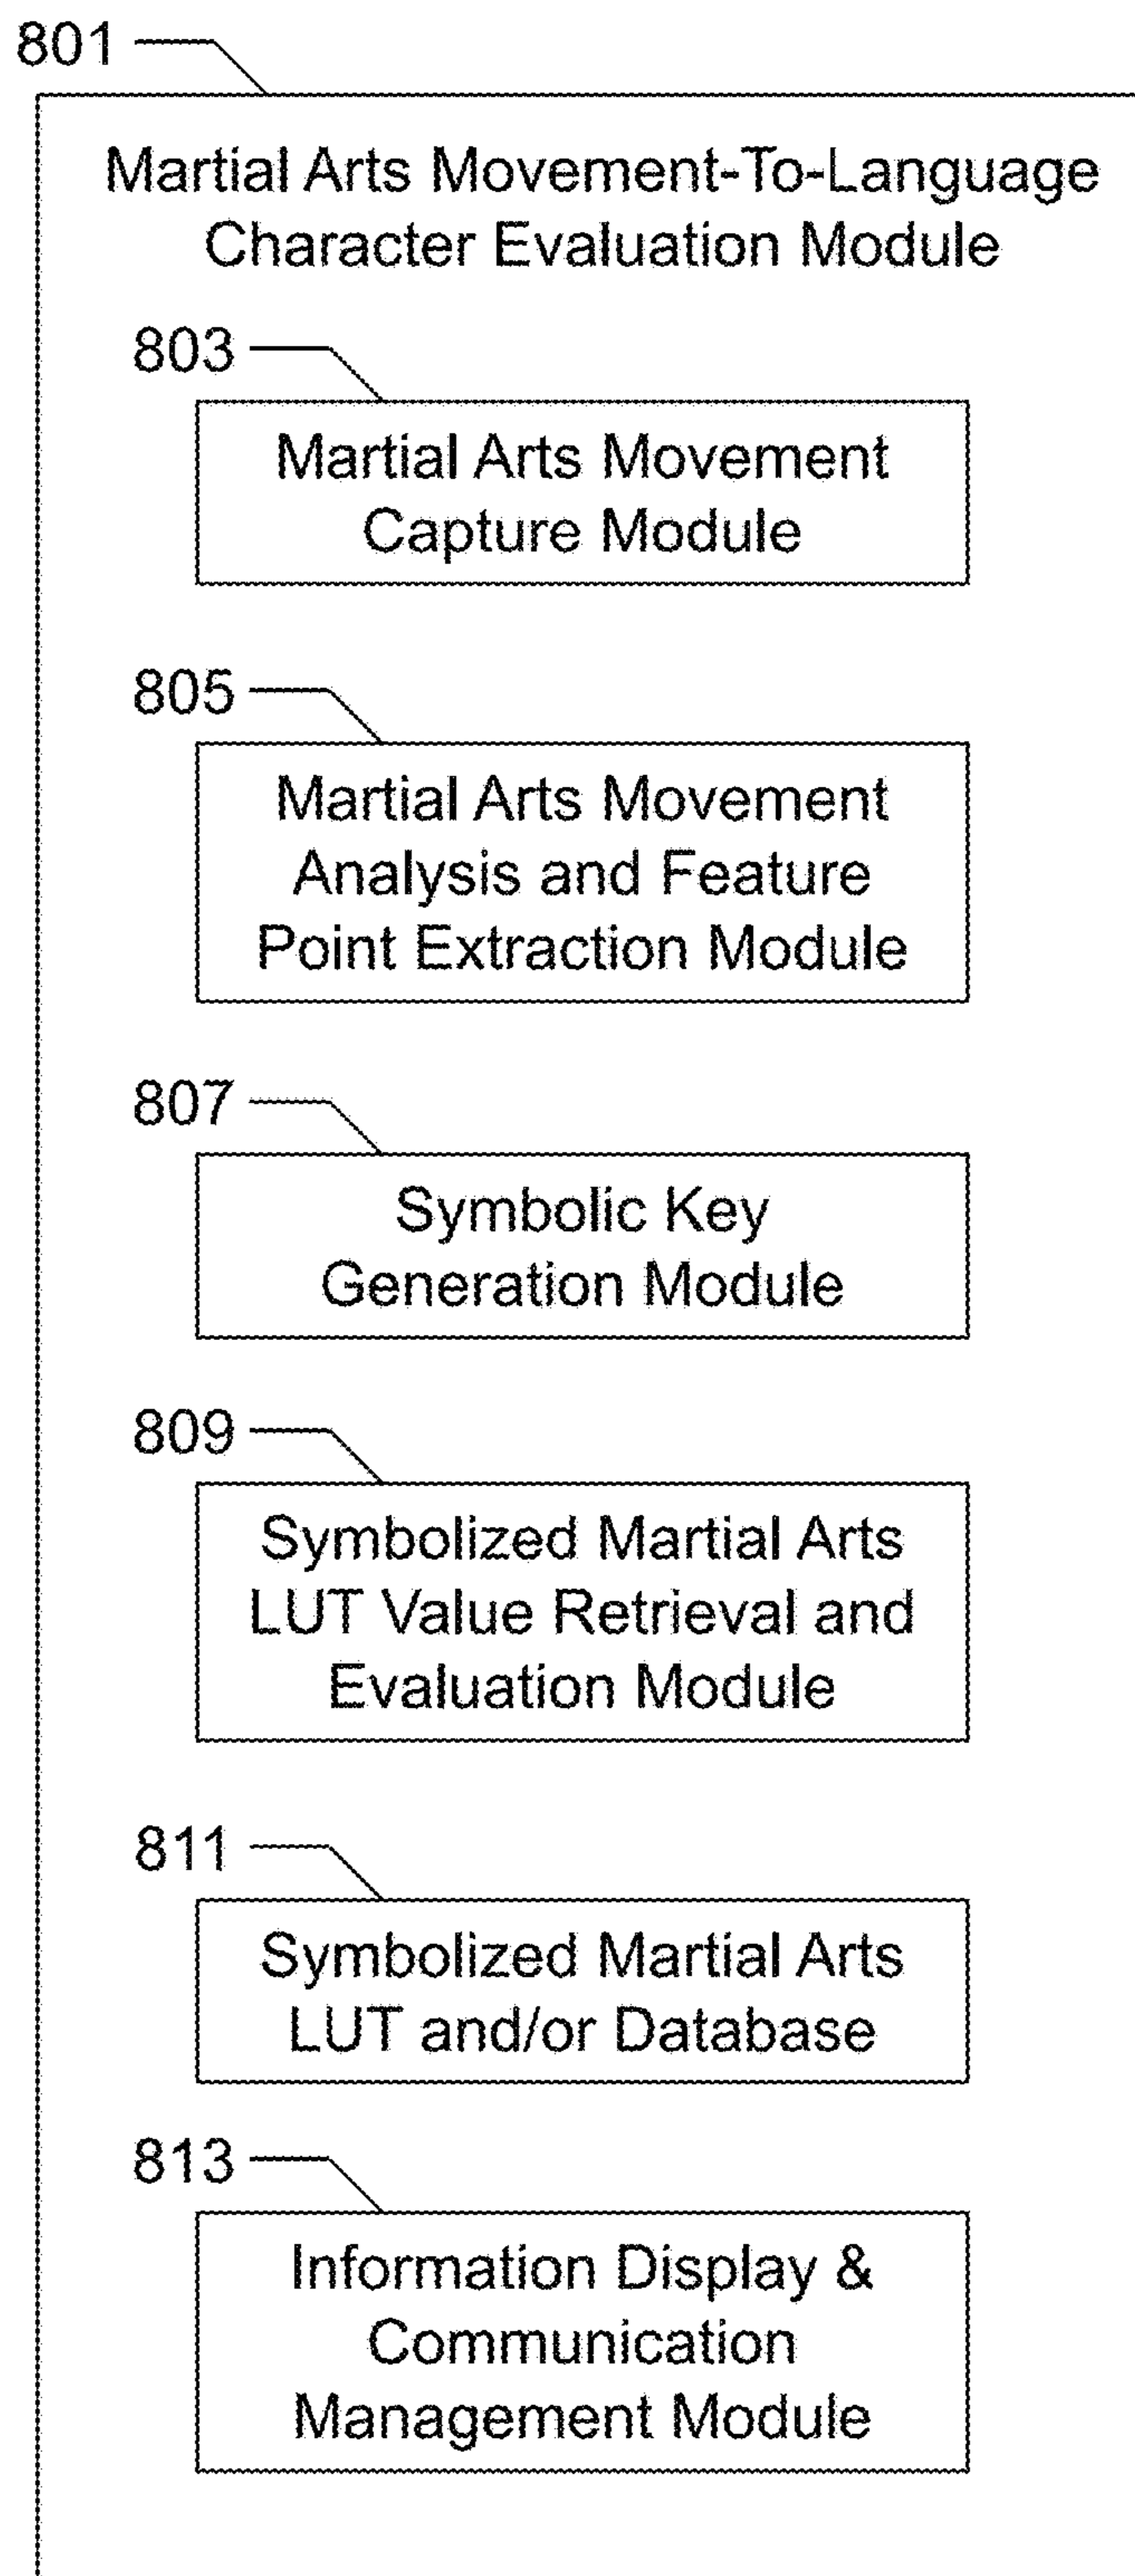 801
Martial Arts Movement-To-Language
Character Evaluation Module
803
Martial Arts Movement
Capture Module
805
Martial Arts Movement
Analysis and Feature
Point Extraction Module
807
Symbolic Key
Generation Module
809
Symbolized Martial Arts
LUT Value Retrieval and
Evaluation Module
811
Symbolized Martial Arts
LUT and/or Database
813
Information Display &
Communication
Management Module